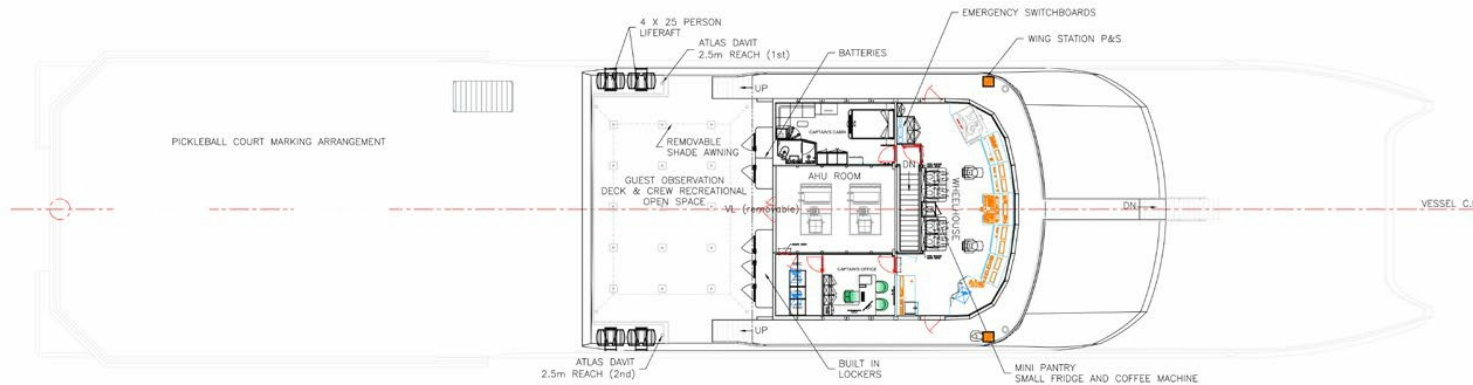 4 X 25 PERSON
LIFERAFT
ATLAS DAVIT
2.5m REACH (1st)
BATTERIES
EMERGENCY SWITCHBOARDS
WING STATION P&S
UP
PICKLEBALL COURT MARKING ARRANGEMENT
REMOVABLE
SHADE AWNING
CAPTAIN'S CABIN
DN
AHU ROOM
GUEST OBSERVATION
DECK & CREW RECREATIONAL
OPEN SPACE
VL (removable)
WHEELHOUSE
DN
VESSEL C.
CAPTAIN'S OFFICE
UP
ATLAS DAVIT
2.5m REACH (2nd)
BUILT IN
LOCKERS
MINI PANTRY
SMALL FRIDGE AND COFFEE MACHINE